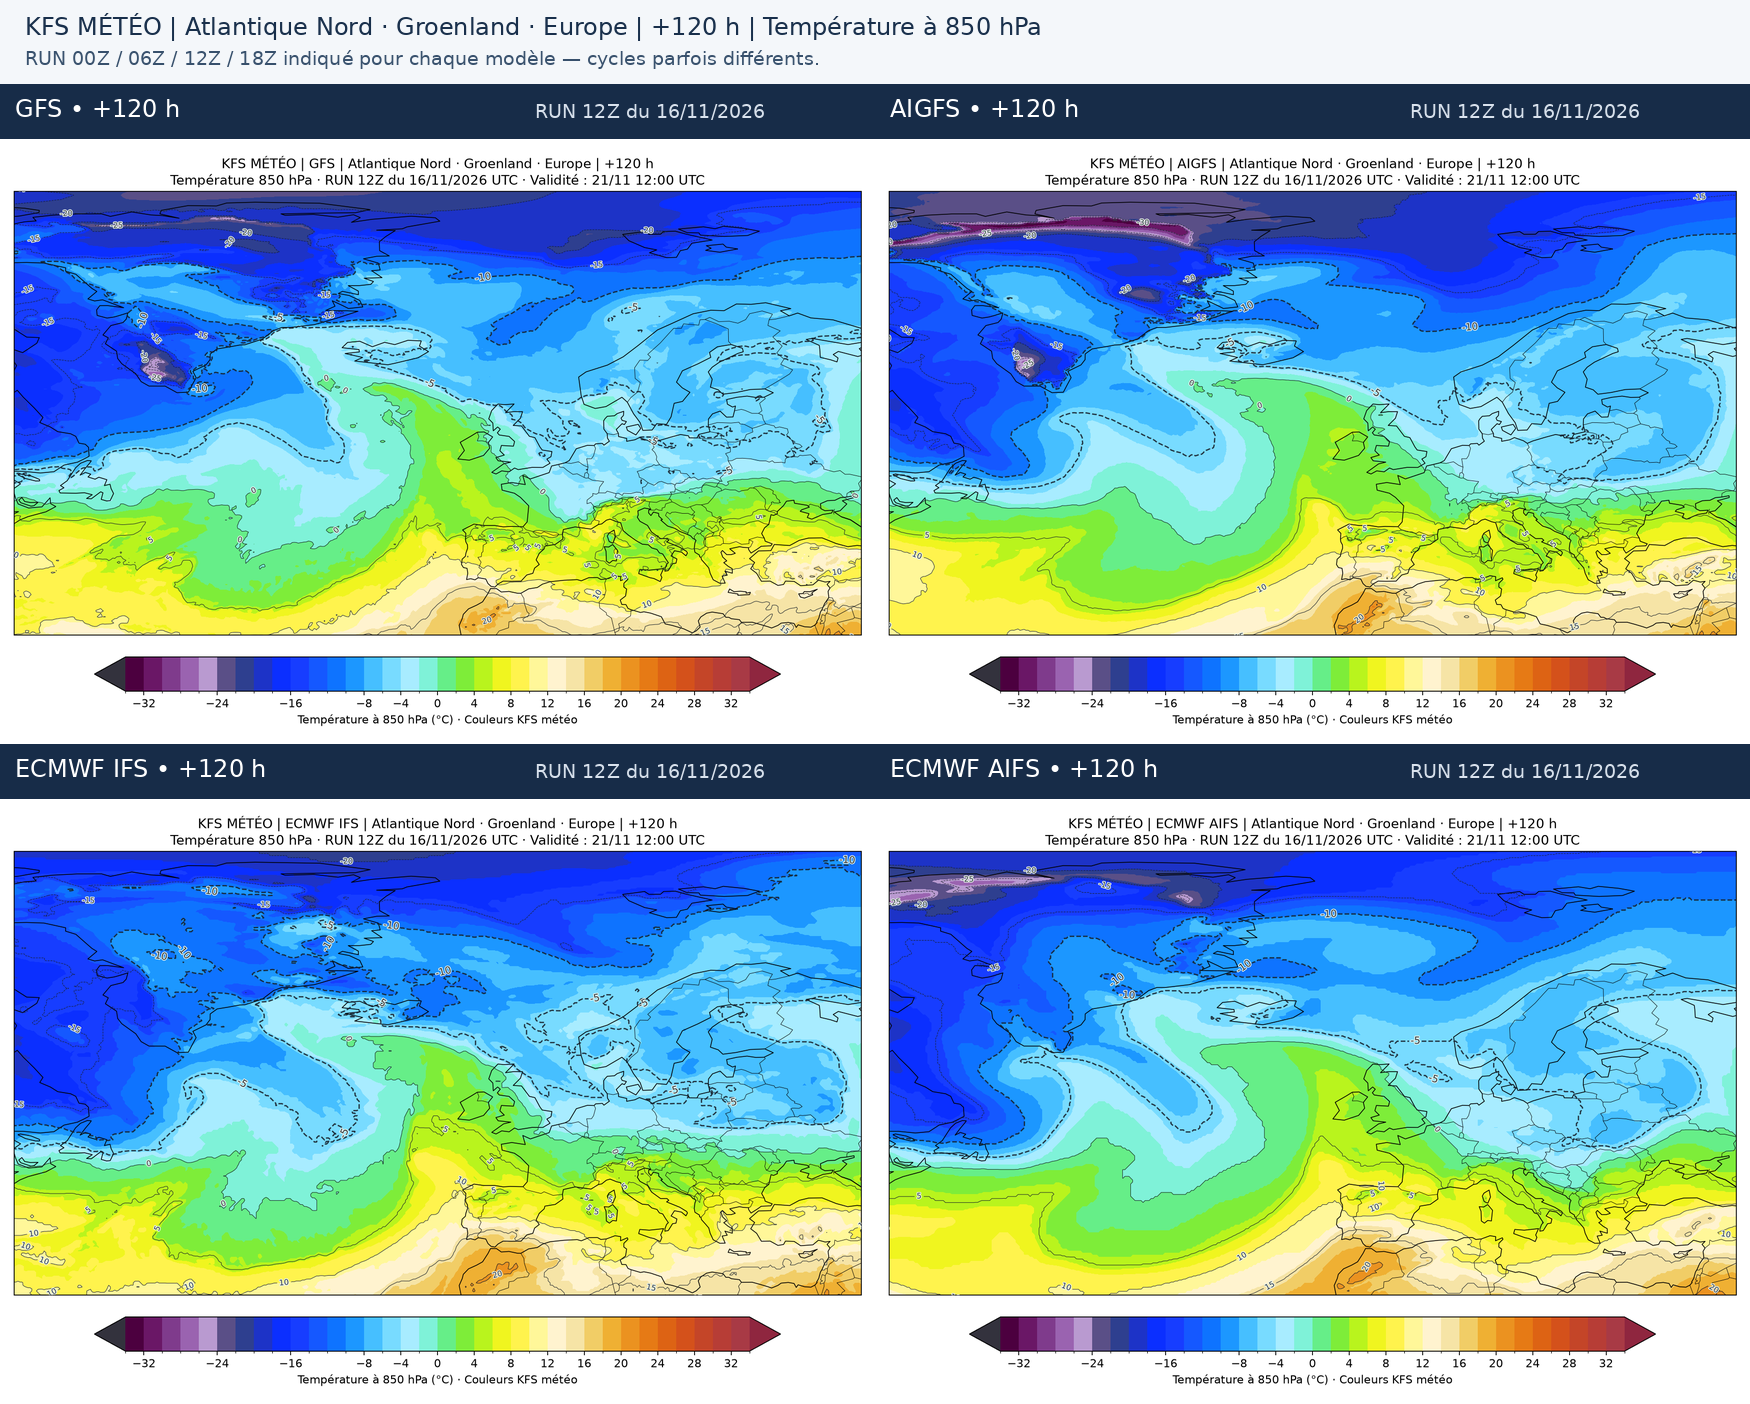 KFS MÉTÉO | Atlantique Nord · Groenland · Europe | +120 h | Température à 850 hPa
RUN 00Z / 06Z / 12Z / 18Z indiqué pour chaque modèle — cycles parfois différents.
GFS • +120 h
RUN 12Z du 16/11/2026
AIGFS • +120 h
RUN 12Z du 16/11/2026
KFS MÉTÉO | GFS | Atlantique Nord · Groenland · Europe | +120 h
Température 850 hPa · RUN 12Z du 16/11/2026 UTC · Validité : 21/11 12:00 UTC
KFS MÉTÉO | AIGFS | Atlantique Nord · Groenland · Europe | +120 h
Température 850 hPa · RUN 12Z du 16/11/2026 UTC · Validité : 21/11 12:00 UTC
−32 −24 −16 −8 −4 0 4 8 12 16 20 24 28 32
Température à 850 hPa (°C) · Couleurs KFS météo
−32 −24 −16 −8 −4 0 4 8 12 16 20 24 28 32
Température à 850 hPa (°C) · Couleurs KFS météo
ECMWF IFS • +120 h
RUN 12Z du 16/11/2026
ECMWF AIFS • +120 h
RUN 12Z du 16/11/2026
KFS MÉTÉO | ECMWF IFS | Atlantique Nord · Groenland · Europe | +120 h
Température 850 hPa · RUN 12Z du 16/11/2026 UTC · Validité : 21/11 12:00 UTC
KFS MÉTÉO | ECMWF AIFS | Atlantique Nord · Groenland · Europe | +120 h
Température 850 hPa · RUN 12Z du 16/11/2026 UTC · Validité : 21/11 12:00 UTC
−32 −24 −16 −8 −4 0 4 8 12 16 20 24 28 32
Température à 850 hPa (°C) · Couleurs KFS météo
−32 −24 −16 −8 −4 0 4 8 12 16 20 24 28 32
Température à 850 hPa (°C) · Couleurs KFS météo